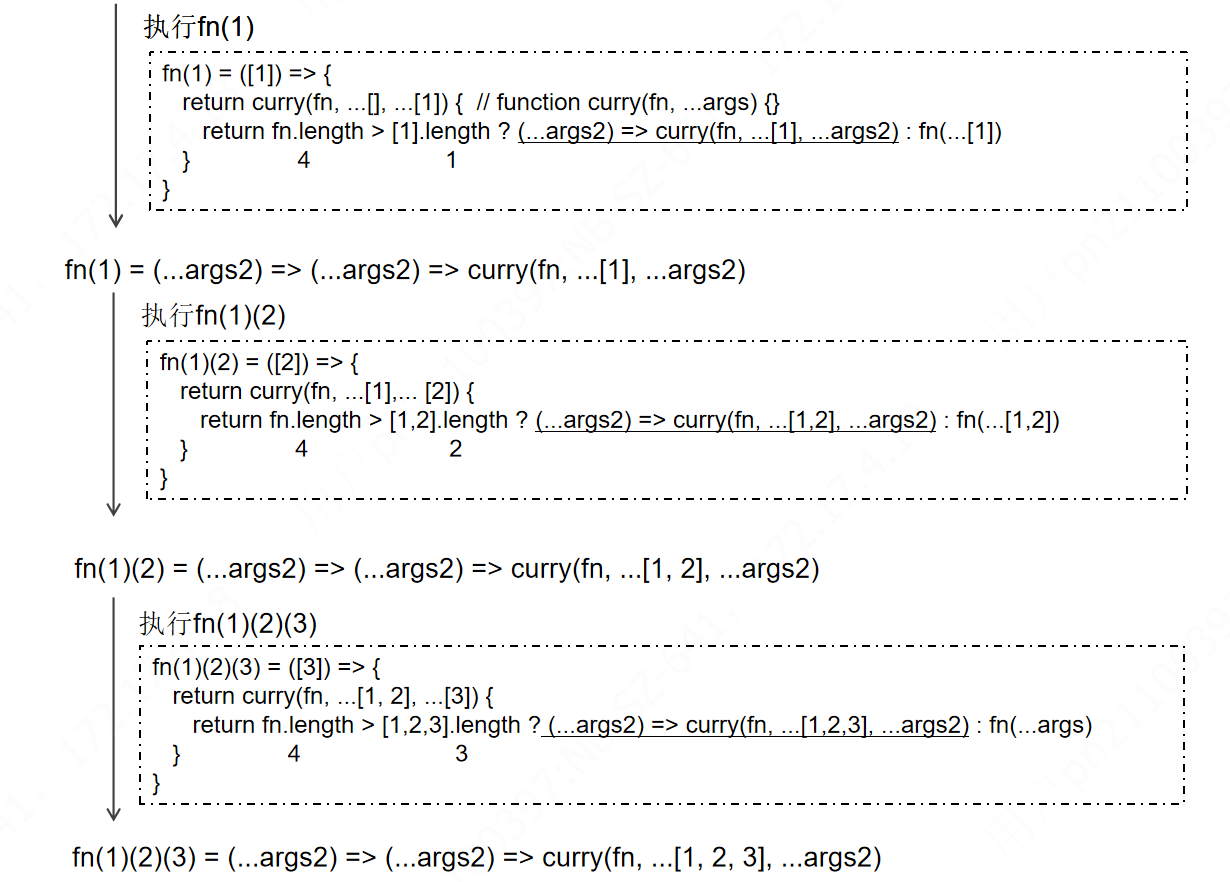 执行fn(1)
fn(1) = ([1]) => {
return curry(fn, ...[], ...[1]) { // function curry(fn, ...args) {}
return fn.length > [1].length ? (...args2) => curry(fn, ...[1], ...args2) : fn(...[1])
} 4 1
}
fn(1) = (...args2) => (...args2) => curry(fn, ...[1], ...args2)
执行fn(1)(2)
fn(1)(2) = ([2]) => {
return curry(fn, ...[1],... [2]) {
return fn.length > [1,2].length ? (...args2) => curry(fn, ...[1,2], ...args2) : fn(...[1,2])
} 4 2
}
fn(1)(2) = (...args2) => (...args2) => curry(fn, ...[1, 2], ...args2)
执行fn(1)(2)(3)
fn(1)(2)(3) = ([3]) => {
return curry(fn, ...[1, 2], ...[3]) {
return fn.length > [1,2,3].length ? (...args2) => curry(fn, ...[1,2,3], ...args2) : fn(...args)
} 4 3
}
fn(1)(2)(3) = (...args2) => (...args2) => curry(fn, ...[1, 2, 3], ...args2)